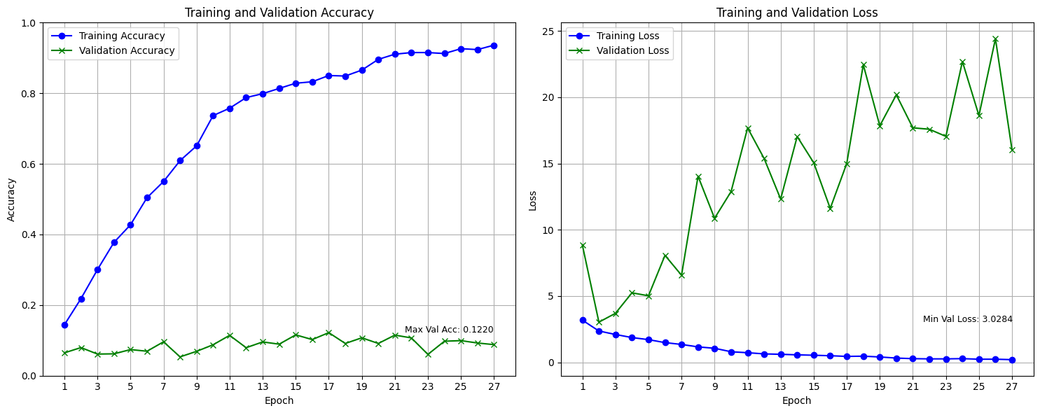 Training and Validation Accuracy
1.0
0.8
0.6
0.4
0.2
0.0
Accuracy
Training Accuracy
Validation Accuracy
Max Val Acc: 0.1220
1 3 5 7 9 11 13 15 17 19 21 23 25 27
Epoch
Training and Validation Loss
25
20
15
10
5
0
Loss
Training Loss
Validation Loss
Min Val Loss: 3.0284
1 3 5 7 9 11 13 15 17 19 21 23 25 27
Epoch